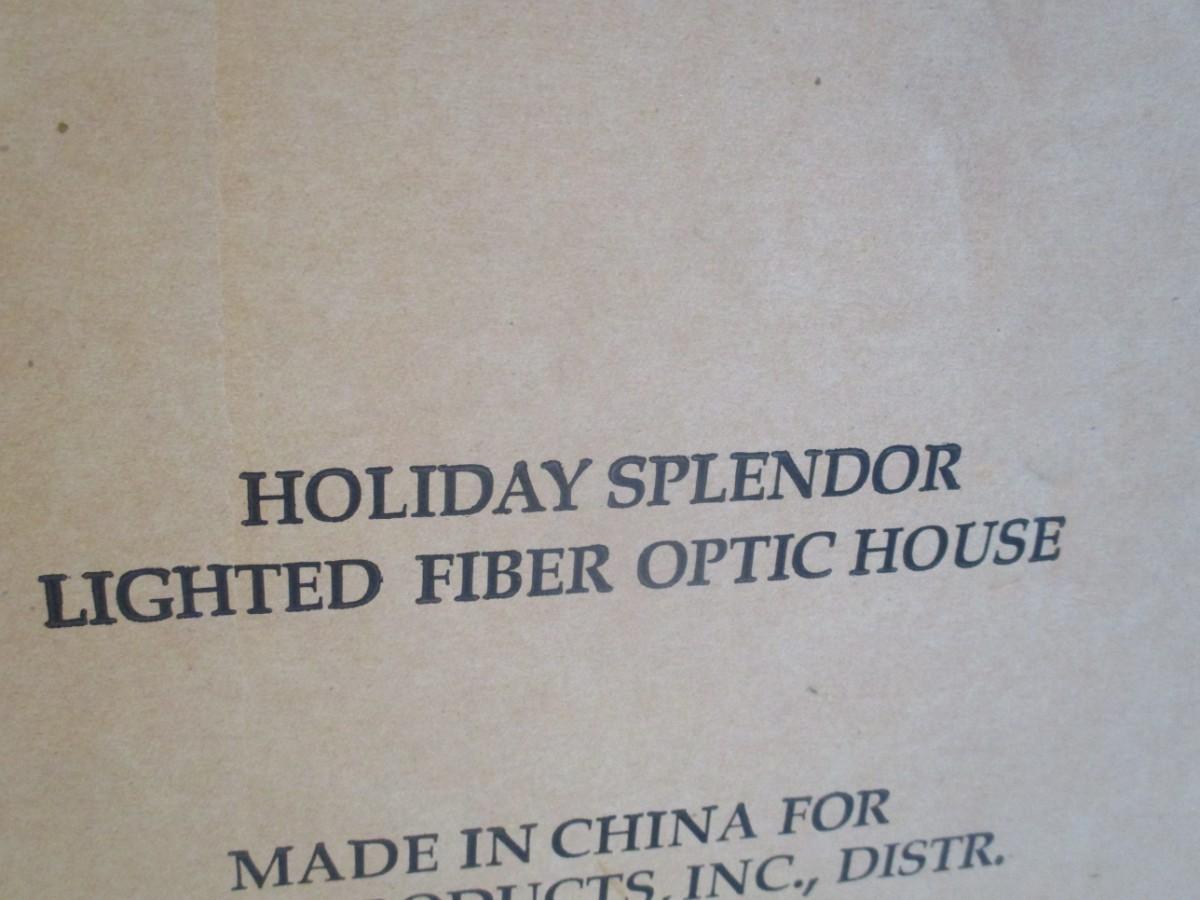 HOLIDAY SPLENDOR
LIGHTED FIBER OPTIC HOUSE
MADE IN CHINA FOR
INC., DISTR.